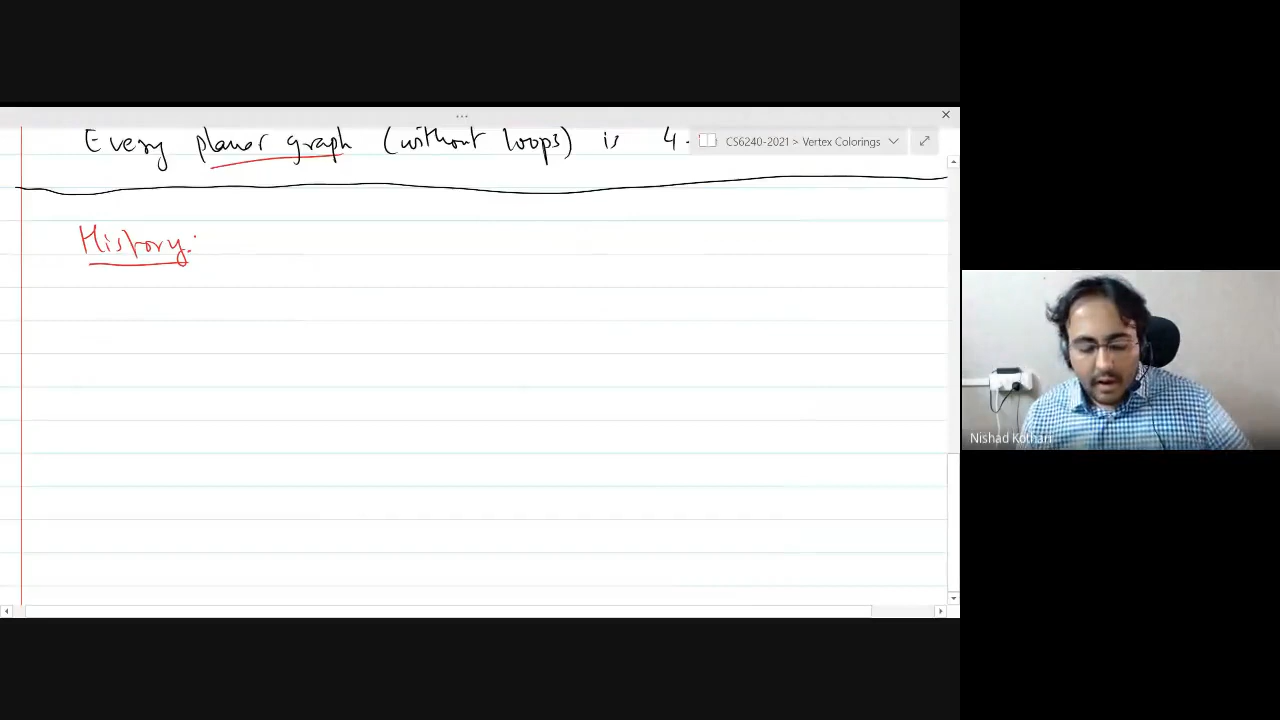 Every planar graph (without loops) is 4-
CS6240-2021 > Vertex Colorings
History:
Nishad Kothari